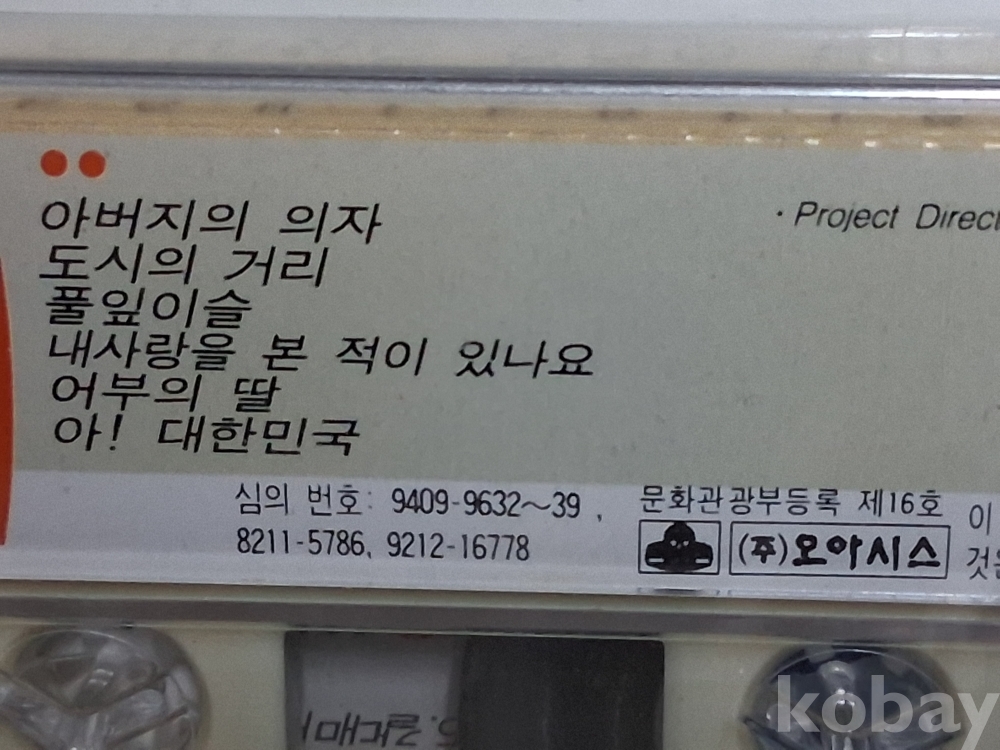 아버지의 의자
도시의 거리
풀잎이슬
내사랑을 본 적이 있나요
어부의 딸
아! 대한민국
· Project Direct
심의 번호: 9409-9632~39 ,
8211-5786, 9212-16778
문화관광부등록 제16호
(주)오아시스
이
것은
kobay